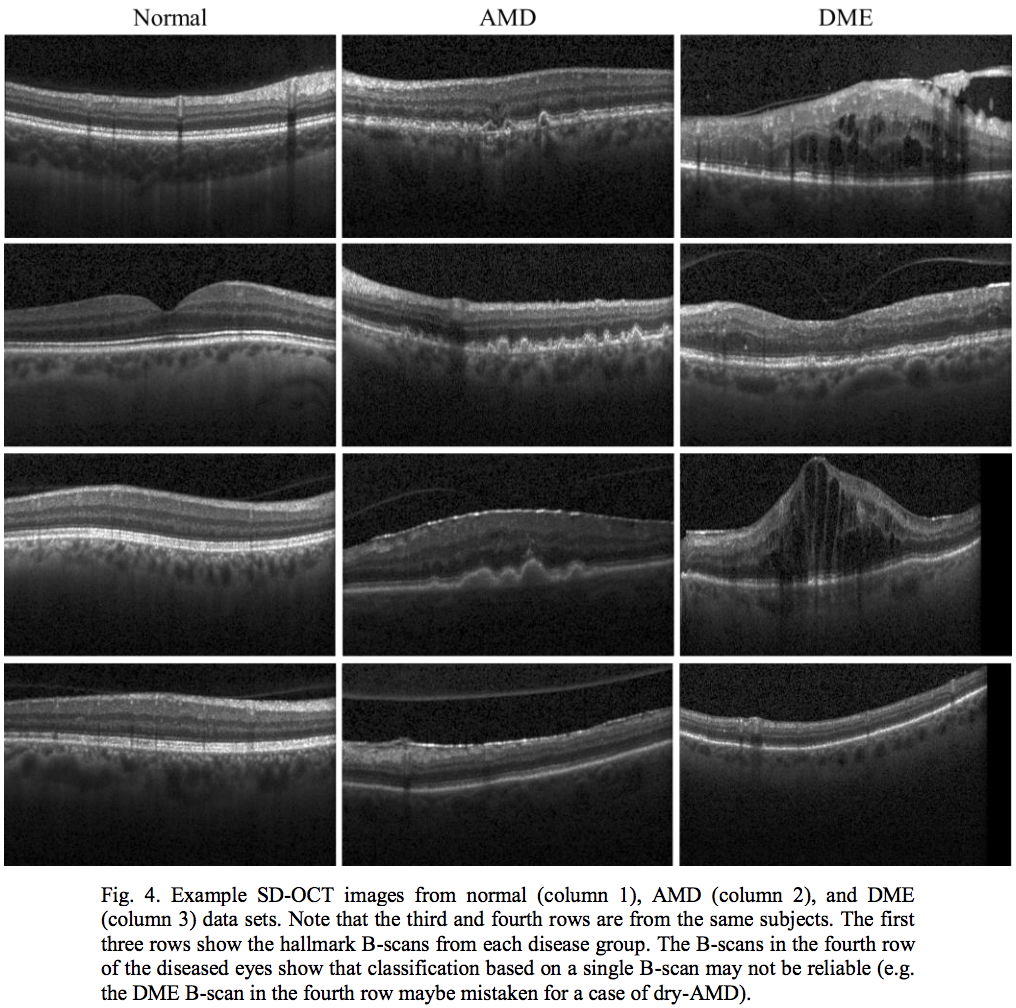 Normal AMD DME
Fig. 4. Example SD-OCT images from normal (column 1), AMD (column 2), and DME
(column 3) data sets. Note that the third and fourth rows are from the same subjects. The first
three rows show the hallmark B-scans from each disease group. The B-scans in the fourth row
of the diseased eyes show that classification based on a single B-scan may not be reliable (e.g.
the DME B-scan in the fourth row maybe mistaken for a case of dry-AMD).